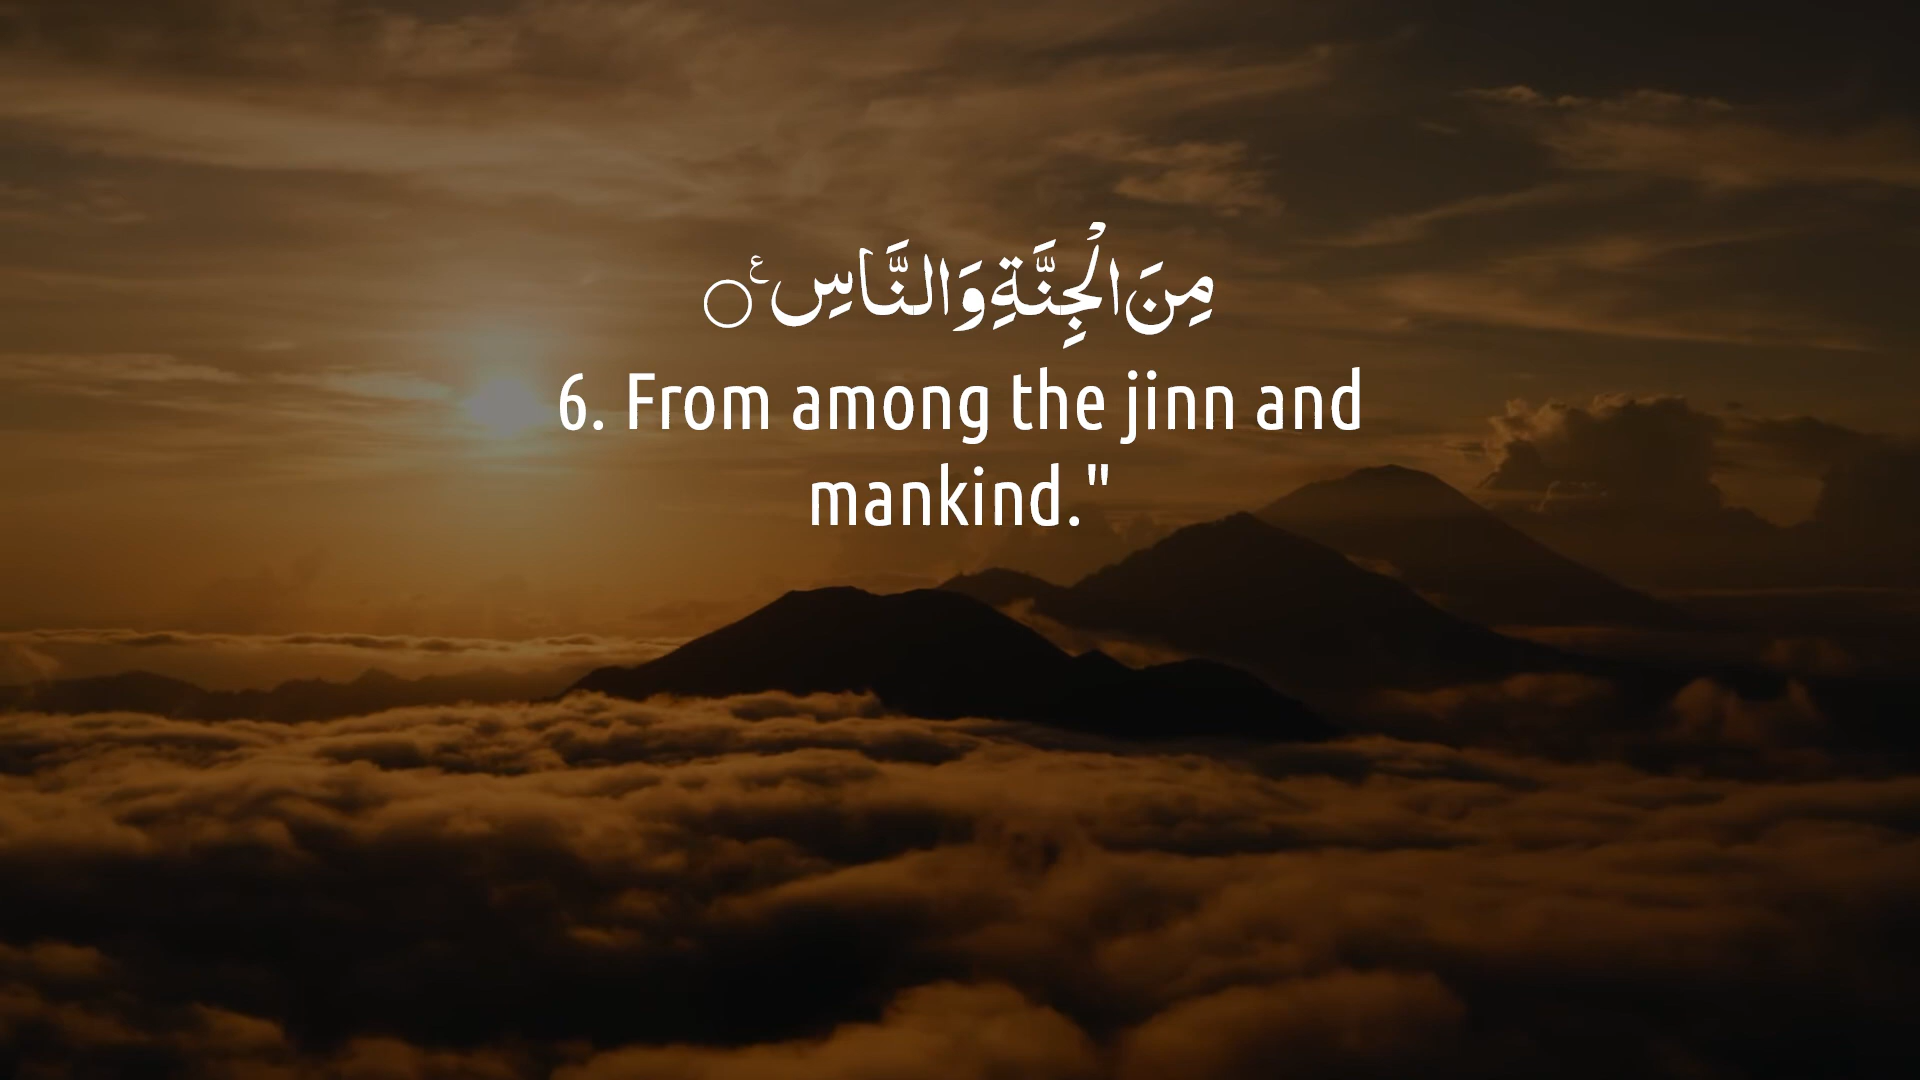 مِنَ الْجِنَّةِ وَالنَّاسِ ۠ع ۝
6. From among the jinn and
mankind."